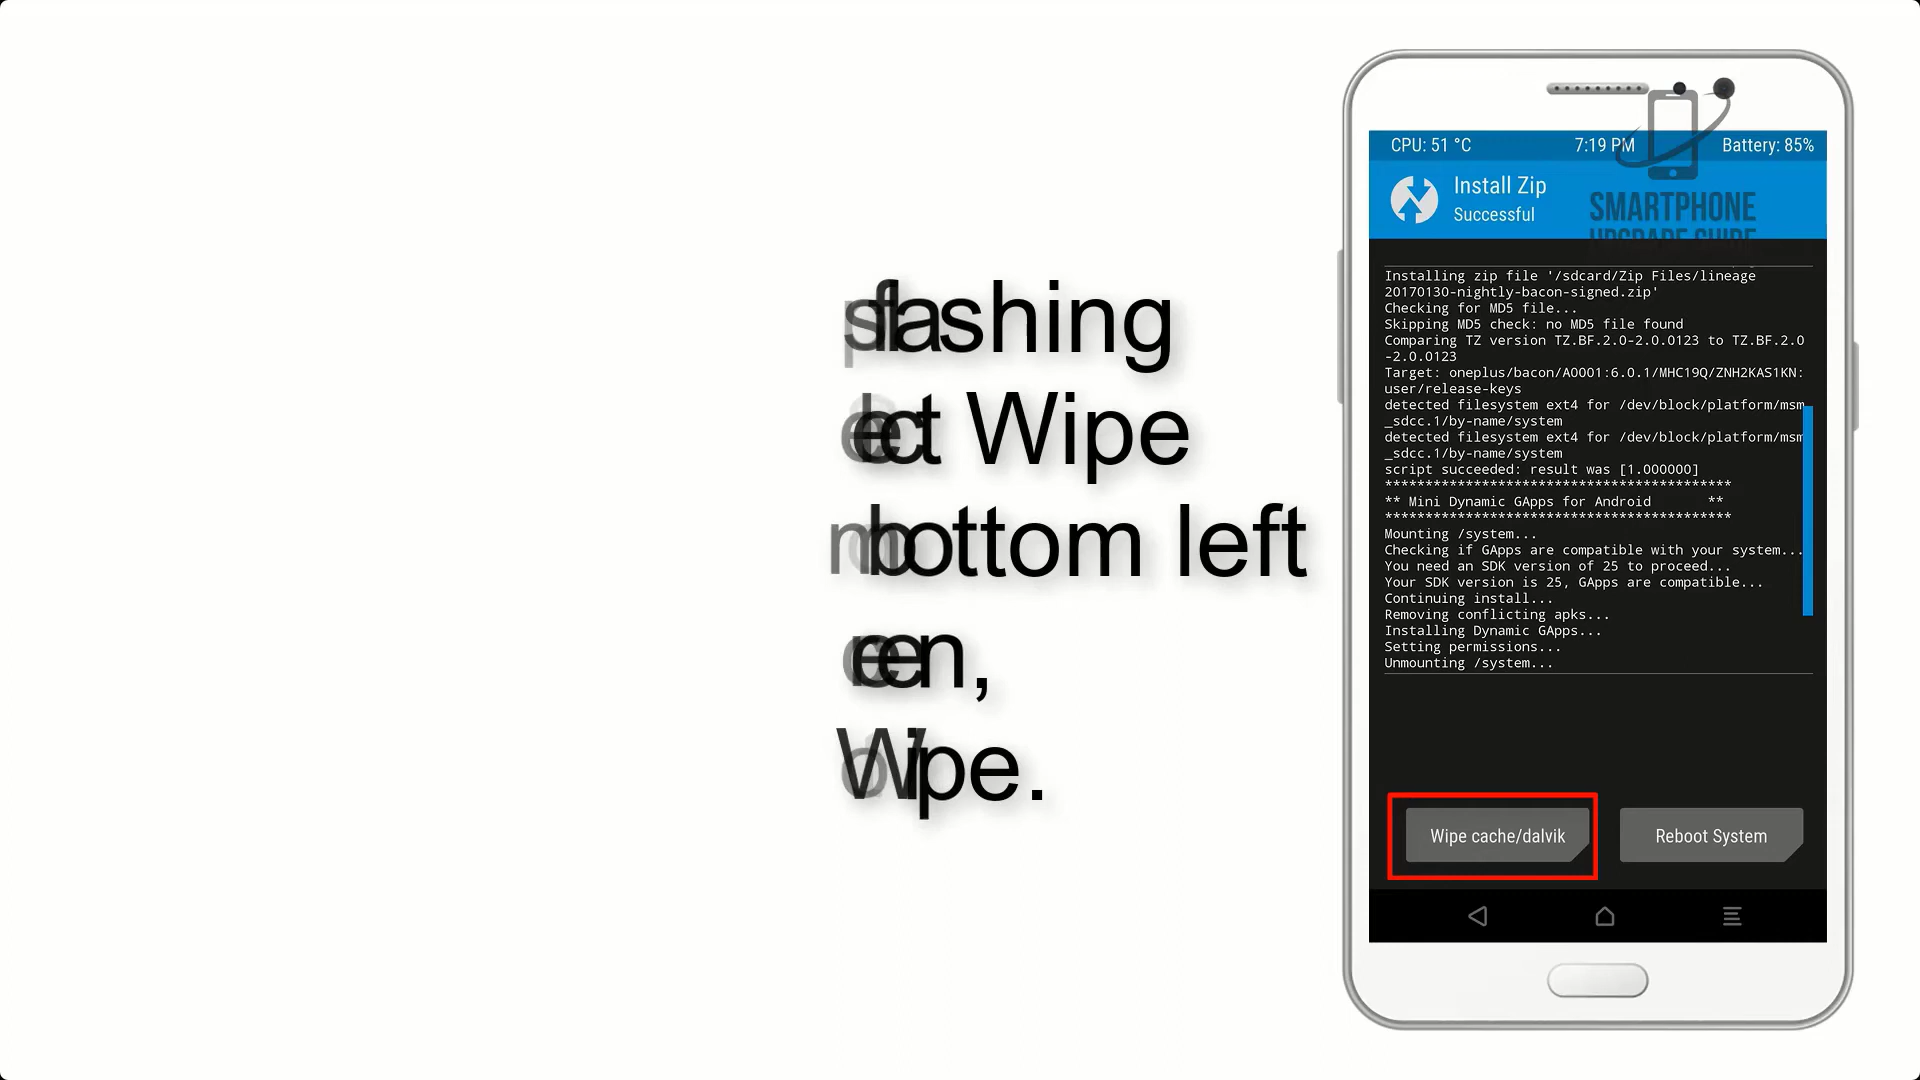 flashing
Wipe
bottom left
Wipe.
CPU: 51 °C 7:19 PM Battery: 85%
Install Zip
Successful
SMARTPHONE
UPGRADE GUIDE
Installing zip file '/sdcard/Zip Files/lineage
20170130-nightly-bacon-signed.zip'
Checking for MD5 file...
Skipping MD5 check: no MD5 file found
Comparing TZ version TZ.BF.2.0-2.0.0123 to TZ.BF.2.0
-2.0.0123
Target: oneplus/bacon/A0001:6.0.1/MHC19Q/ZNH2KAS1KN:
user/release-keys
detected filesystem ext4 for /dev/block/platform/msm
_sdcc.1/by-name/system
detected filesystem ext4 for /dev/block/platform/msm
_sdcc.1/by-name/system
script succeeded: result was [1.000000]
*******************************************
** Mini Dynamic GApps for Android **
*******************************************
Mounting /system...
Checking if GApps are compatible with your system...
You need an SDK version of 25 to proceed...
Your SDK version is 25, GApps are compatible...
Continuing install...
Removing conflicting apks...
Installing Dynamic GApps...
Setting permissions...
Unmounting /system...
Wipe cache/dalvik Reboot System